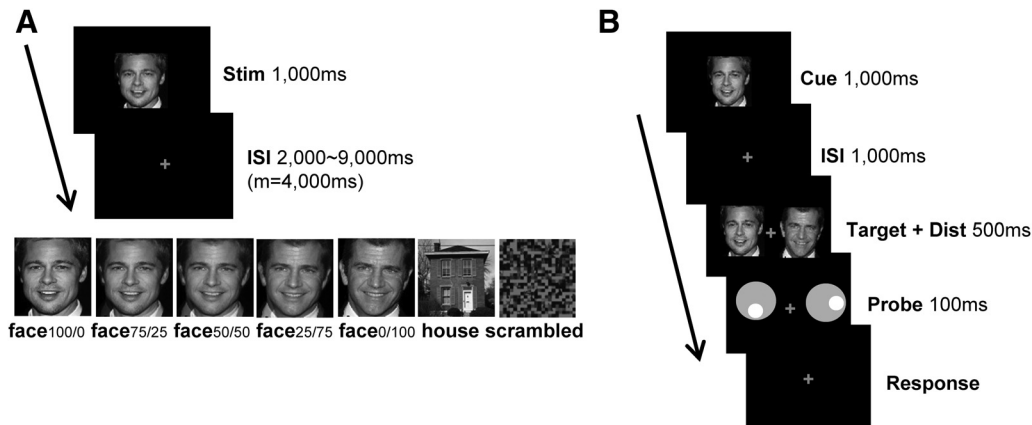 A
Stim 1,000ms
ISI 2,000~9,000ms
(m=4,000ms)
face100/0 face75/25 face50/50 face25/75 face0/100 house scrambled
B
Cue 1,000ms
ISI 1,000ms
Target + Dist 500ms
Probe 100ms
Response